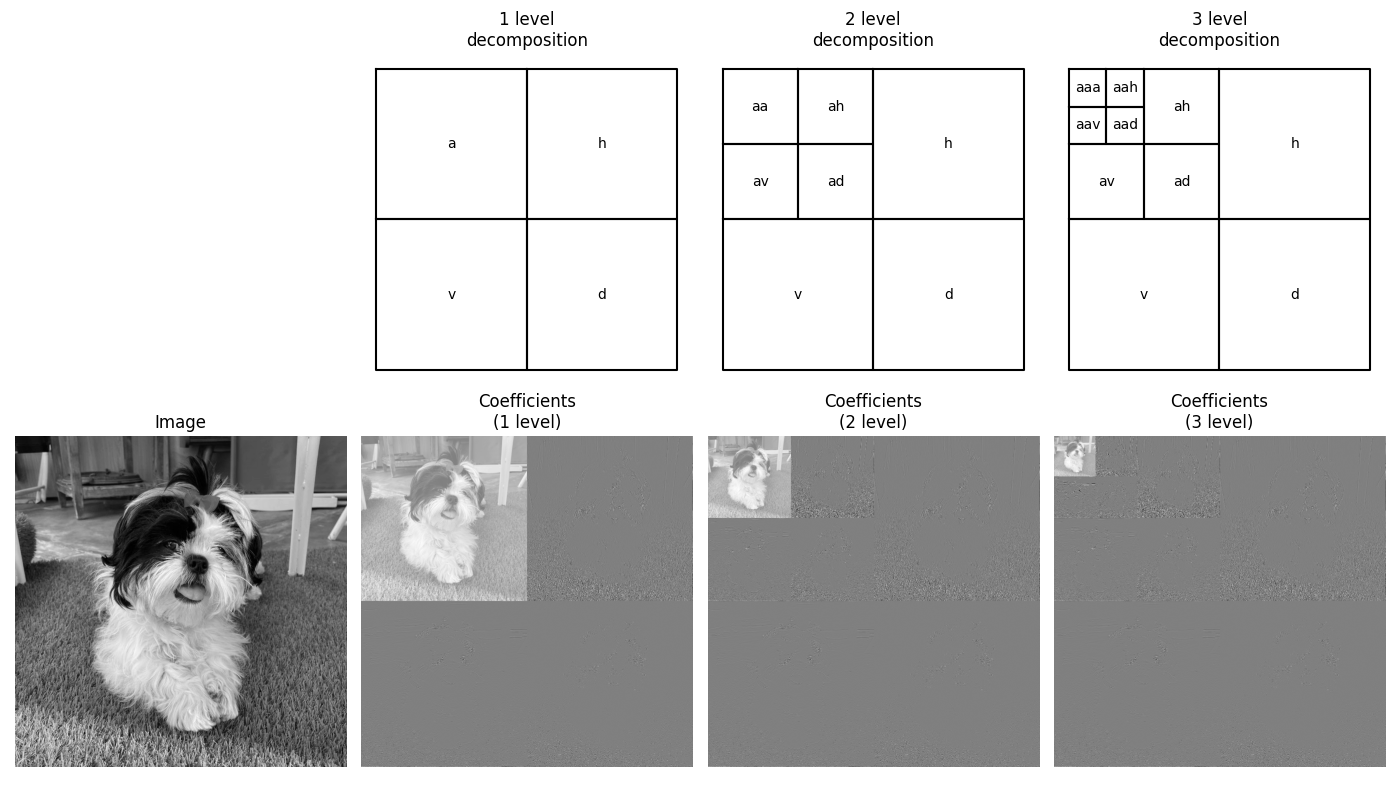 1 level
decomposition
2 level
decomposition
3 level
decomposition
a
h
v
d
aa
ah
av
ad
h
v
d
aaa
aah
aav
aad
ah
av
ad
h
v
d
Image
Coefficients
(1 level)
Coefficients
(2 level)
Coefficients
(3 level)